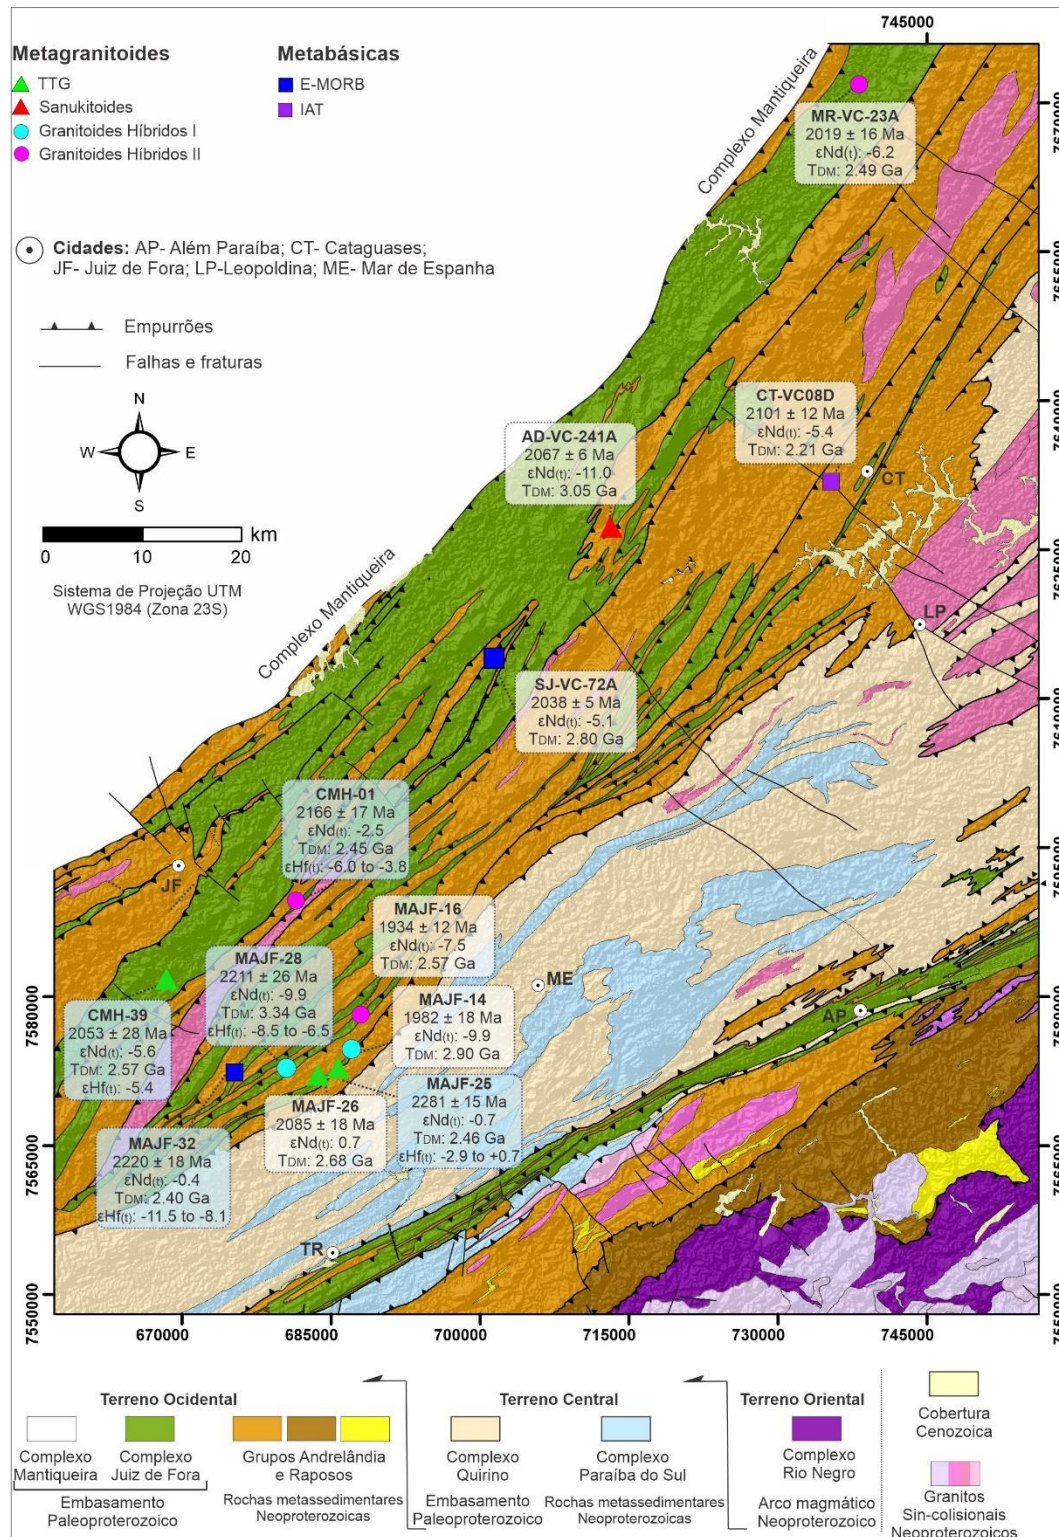 745000
Metagranitoides
TTG
Sanukitoides
Granitoides Híbridos I
Granitoides Híbridos II
Metabásicas
E-MORB
IAT
Cidades: AP- Além Paraíba; CT- Cataguases;
JF- Juiz de Fora; LP-Leopoldina; ME- Mar de Espanha
Empurrões
Falhas e fraturas
N
W
E
S
km
0
10
20
Sistema de Projeção UTM
WGS1984 (Zona 23S)
Complexo Mantiqueira
Complexo Mantiqueira
MR-VC-23A
2019 ± 16 Ma
εNd(t): -6.2
TDM: 2.49 Ga
CT-VC08D
2101 ± 12 Ma
εNd(t): -5.4
TDM: 2.21 Ga
AD-VC-241A
2067 ± 6 Ma
εNd(t): -11.0
TDM: 3.05 Ga
CT
LP
SJ-VC-72A
2038 ± 5 Ma
εNd(t): -5.1
TDM: 2.80 Ga
CMH-01
2166 ± 17 Ma
εNd(t): -2.5
TDM: 2.45 Ga
εHf(t): -6.0 to -3.8
JF
MAJF-16
1934 ± 12 Ma
εNd(t): -7.5
TDM: 2.57 Ga
MAJF-28
2211 ± 26 Ma
εNd(t): -9.9
TDM: 3.34 Ga
εHf(t): -8.5 to -6.5
MAJF-14
1982 ± 18 Ma
εNd(t): -9.9
TDM: 2.90 Ga
ME
AP
CMH-39
2053 ± 28 Ma
εNd(t): -5.6
TDM: 2.57 Ga
εHf(t): -5.4
MAJF-25
2281 ± 15 Ma
εNd(t): -0.7
TDM: 2.46 Ga
εHf(t): -2.9 to +0.7
MAJF-26
2085 ± 18 Ma
εNd(t): 0.7
TDM: 2.68 Ga
MAJF-32
2220 ± 18 Ma
εNd(t): -0.4
TDM: 2.40 Ga
εHf(t): -11.5 to -8.1
TR
7670000
7655000
7640000
7625000
7610000
7595000
7580000
7565000
7550000
7580000
7565000
7550000
670000
685000
700000
715000
730000
745000
Terreno Ocidental
Terreno Central
Terreno Oriental
Complexo
Mantiqueira
Complexo
Juiz de Fora
Embasamento
Paleoproterozoico
Grupos Andrelândia
e Raposos
Rochas metassedimentares
Neoproterozoicas
Complexo
Quirino
Embasamento
Paleoproterozoico
Complexo
Paraíba do Sul
Rochas metassedimentares
Neoproterozoicas
Complexo
Rio Negro
Arco magmático
Neoproterozoico
Cobertura
Cenozoica
Granitos
Sin-colisionais
Neoproterozoicos